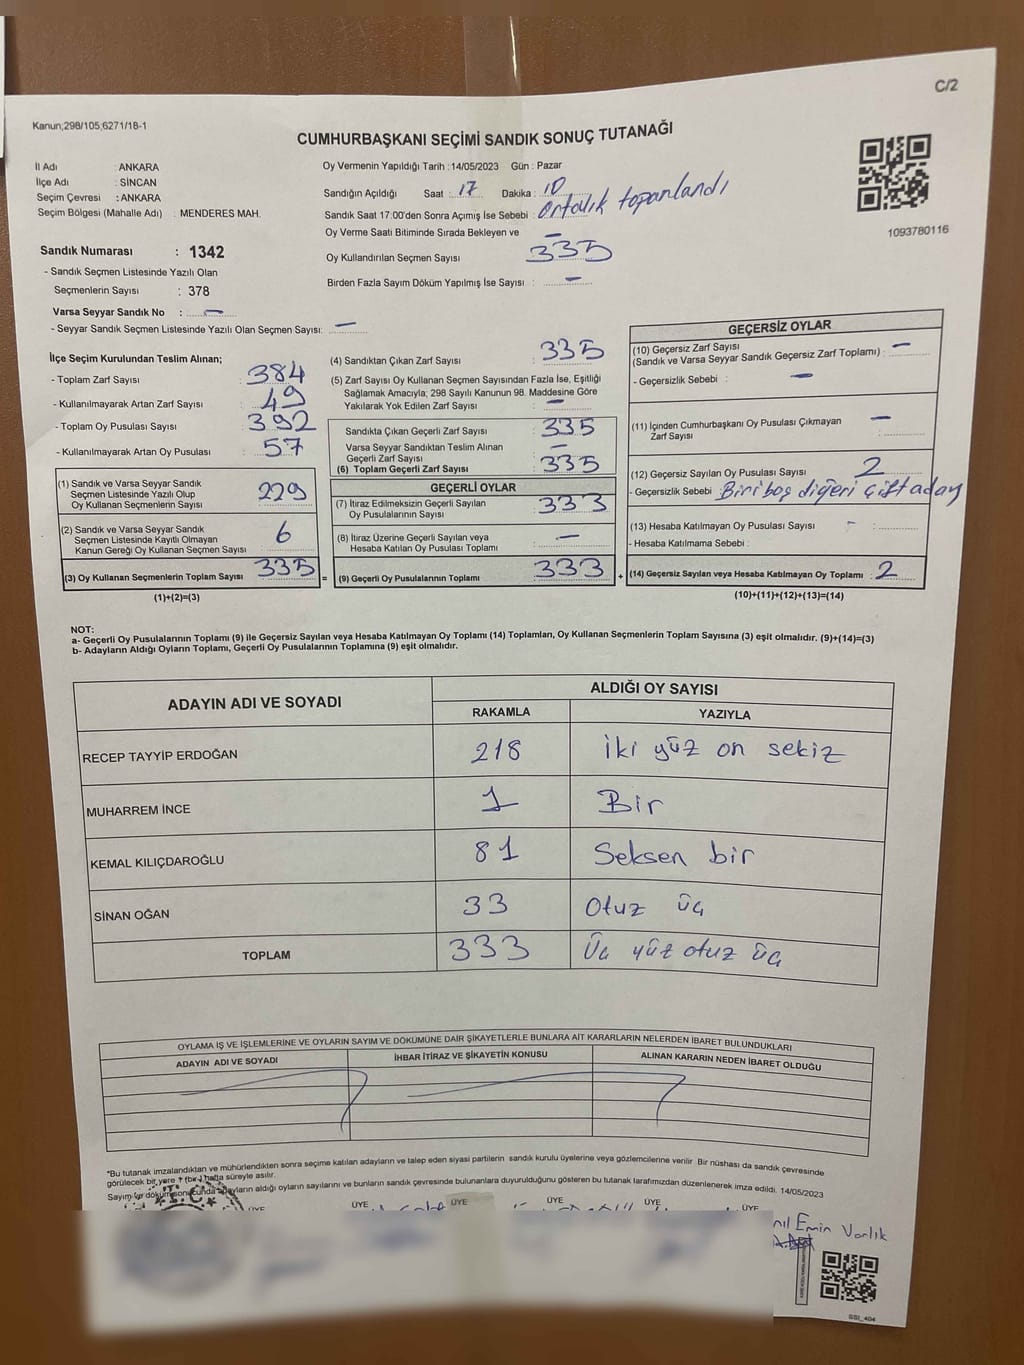 C/2
Kanun;298/105;6271/18-1
CUMHURBAŞKANI SEÇİMİ SANDIK SONUÇ TUTANAĞI
İl Adı : ANKARA
İlçe Adı : SİNCAN
Seçim Çevresi : ANKARA
Seçim Bölgesi (Mahalle Adı) : MENDERES MAH.
Oy Vermenin Yapıldığı Tarih : 14/05/2023 Gün : Pazar
Sandığın Açıldığı Saat : 17 Dakika : 10
Sandık Saat 17:00'den Sonra Açımış İse Sebebi : Ortalık topanlandı
Oy Verme Saati Bitiminde Sırada Bekleyen ve –
Oy Kullandırılan Seçmen Sayısı 335
Birden Fazla Sayım Döküm Yapılmış İse Sayısı : –
1093780116
Sandık Numarası : 1342
- Sandık Seçmen Listesinde Yazılı Olan
Seçmenlerin Sayısı : 378
Varsa Seyyar Sandık No : –
- Seyyar Sandık Seçmen Listesinde Yazılı Olan Seçmen Sayısı: –
İlçe Seçim Kurulundan Teslim Alınan;
- Toplam Zarf Sayısı : 384
- Kullanılmayarak Artan Zarf Sayısı : 49
- Toplam Oy Pusulası Sayısı : 392
- Kullanılmayarak Artan Oy Pusulası : 57
(1) Sandık ve Varsa Seyyar Sandık
Seçmen Listesinde Yazılı Olup
Oy Kullanan Seçmenlerin Sayısı 229
(2) Sandık ve Varsa Seyyar Sandık
Seçmen Listesinde Kayıtlı Olmayan
Kanun Gereği Oy Kullanan Seçmen Sayısı 6
(3) Oy Kullanan Seçmenlerin Toplam Sayısı 335 =
(1)+(2)=(3)
(4) Sandıktan Çıkan Zarf Sayısı : 335
(5) Zarf Sayısı Oy Kullanan Seçmen Sayısından Fazla İse, Eşitliği
Sağlamak Amacıyla; 298 Sayılı Kanunun 98. Maddesine Göre
Yakılarak Yok Edilen Zarf Sayısı : –
Sandıkta Çıkan Geçerli Zarf Sayısı : 335
Varsa Seyyar Sandıktan Teslim Alınan
Geçerli Zarf Sayısı : –
(6) Toplam Geçerli Zarf Sayısı : 335
GEÇERLİ OYLAR
(7) İtiraz Edilmeksizin Geçerli Sayılan
Oy Pusulalarının Sayısı : 333
(8) İtiraz Üzerine Geçerli Sayılan veya
Hesaba Katılan Oy Pusulası Toplamı : –
(9) Geçerli Oy Pusulalarının Toplamı : 333 +
GEÇERSİZ OYLAR
(10) Geçersiz Zarf Sayısı
(Sandık ve Varsa Seyyar Sandık Geçersiz Zarf Toplamı) : –
- Geçersizlik Sebebi : –
(11) İçinden Cumhurbaşkanı Oy Pusulası Çıkmayan
Zarf Sayısı : –
(12) Geçersiz Sayılan Oy Pusulası Sayısı : 2
- Geçersizlik Sebebi : Biri boş diğeri çift aday
(13) Hesaba Katılmayan Oy Pusulası Sayısı : –
- Hesaba Katılmama Sebebi :
(14) Geçersiz Sayılan veya Hesaba Katılmayan Oy Toplamı : 2
(10)+(11)+(12)+(13)=(14)
NOT:
a- Geçerli Oy Pusulalarının Toplamı (9) ile Geçersiz Sayılan veya Hesaba Katılmayan Oy Toplamı (14) Toplamları, Oy Kullanan Seçmenlerin Toplam Sayısına (3) eşit olmalıdır. (9)+(14)=(3)
b- Adayların Aldığı Oyların Toplamı, Geçerli Oy Pusulalarının Toplamına (9) eşit olmalıdır.
ADAYIN ADI VE SOYADI ALDIĞI OY SAYISI
RAKAMLA YAZIYLA
RECEP TAYYİP ERDOĞAN 218 iki yüz on sekiz
MUHARREM İNCE 1 Bir
KEMAL KILIÇDAROĞLU 81 Seksen bir
SİNAN OĞAN 33 Otuz üç
TOPLAM 333 Üç yüz otuz üç
OYLAMA İŞ VE İŞLEMLERİNE VE OYLARIN SAYIM VE DÖKÜMÜNE DAİR ŞİKAYETLERLE BUNLARA AİT KARARLARIN NELERDEN İBARET BULUNDUKLARI
ADAYIN ADI VE SOYADI İHBAR İTİRAZ VE ŞİKAYETİN KONUSU ALINAN KARARIN NEDEN İBARET OLDUĞU
*Bu tutanak imzalandıktan ve mühürlendikten sonra seçime katılan adayların ve talep eden siyasi partilerin sandık kurulu üyelerine veya gözlemcilerine verilir. Bir nüshası da sandık çevresinde
görülecek bir yere 1 (bir) hafta süreyle asılır.
Sayım ve döküm sonucunda adayların aldığı oyların sayılarını ve bunların sandık çevresinde bulunanlara duyurulduğunu gösteren bu tutanak tarafımızdan düzenlenerek imza edildi. 14/05/2023
T.C.
ÜYE ÜYE ÜYE ÜYE ÜYE ÜYE
Emin Varlık
SSI_404